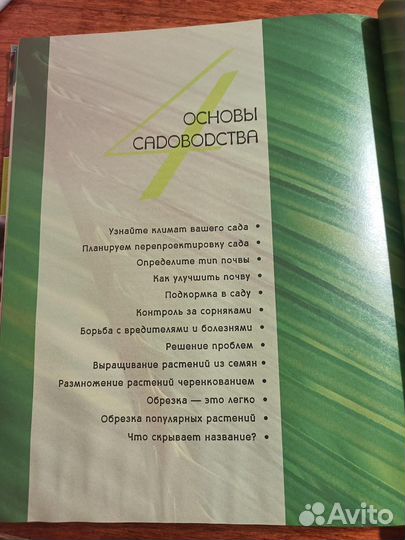 4
ОСНОВЫ
САДОВОДСТВА
Узнайте климат вашего сада •
Планируем перепроектировку сада •
Определите тип почвы •
Как улучшить почву •
Подкормка в саду •
Контроль за сорняками •
Борьба с вредителями и болезнями •
Решение проблем •
Выращивание растений из семян •
Размножение растений черенкованием •
Обрезка — это легко •
Обрезка популярных растений •
Что скрывает название? •
Avito